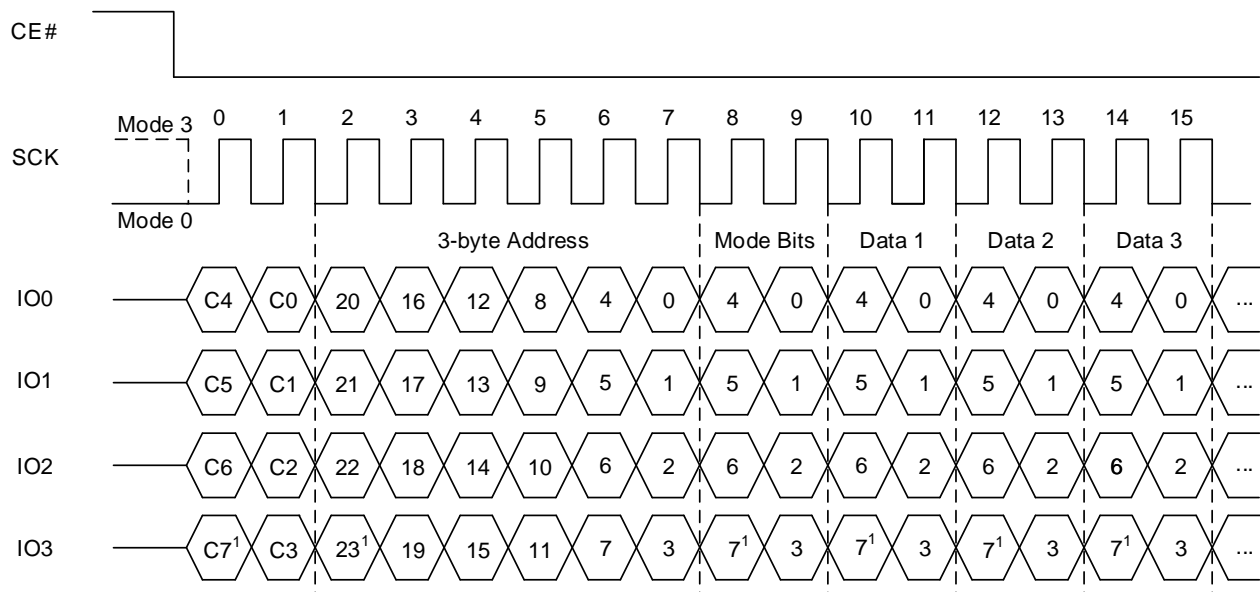 CE#
Mode 3 0 1 2 3 4 5 6 7 8 9 10 11 12 13 14 15
SCK
Mode 0
3-byte Address Mode Bits Data 1 Data 2 Data 3
IO0 C4 C0 20 16 12 8 4 0 4 0 4 0 4 0 4 0 ...
IO1 C5 C1 21 17 13 9 5 1 5 1 5 1 5 1 5 1 ...
IO2 C6 C2 22 18 14 10 6 2 6 2 6 2 6 2 6 2 ...
IO3 C7¹ C3 23¹ 19 15 11 7 3 7¹ 3 7¹ 3 7¹ 3 7¹ 3 ...